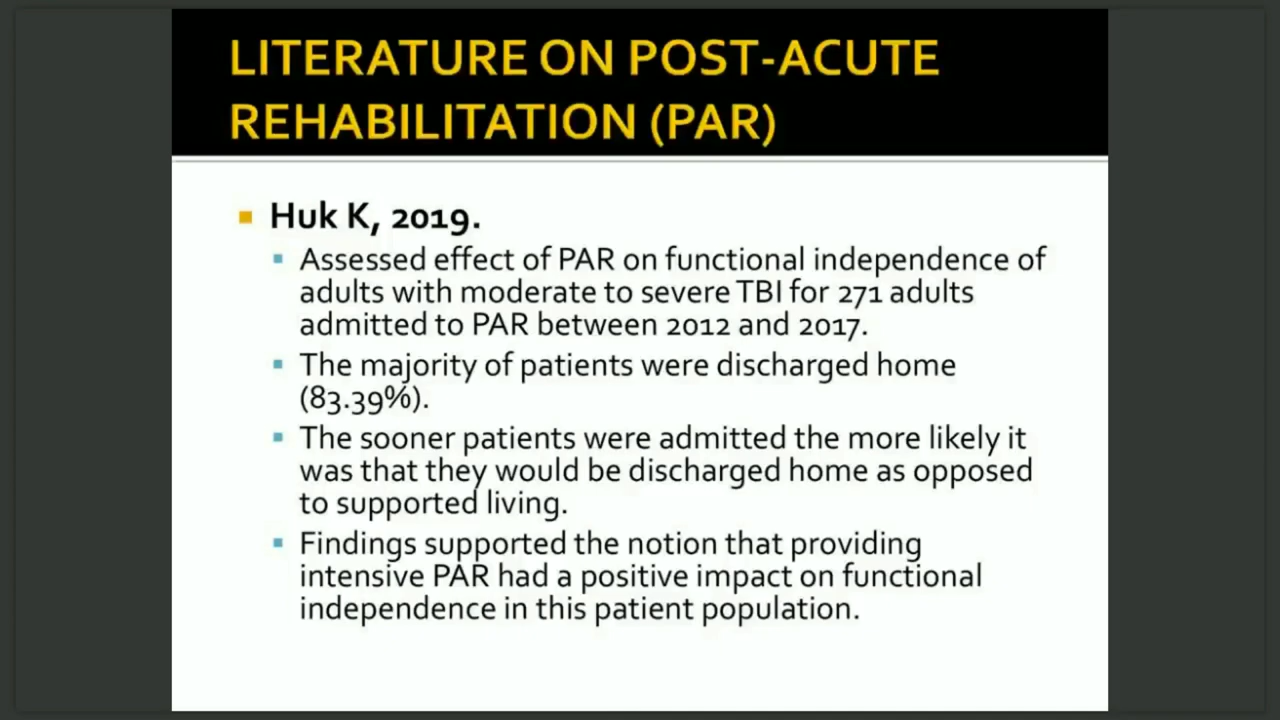 LITERATURE ON POST-ACUTE
REHABILITATION (PAR)
Huk K, 2019.
Assessed effect of PAR on functional independence of
adults with moderate to severe TBI for 271 adults
admitted to PAR between 2012 and 2017.
The majority of patients were discharged home
(83.39%).
The sooner patients were admitted the more likely it
was that they would be discharged home as opposed
to supported living.
Findings supported the notion that providing
intensive PAR had a positive impact on functional
independence in this patient population.